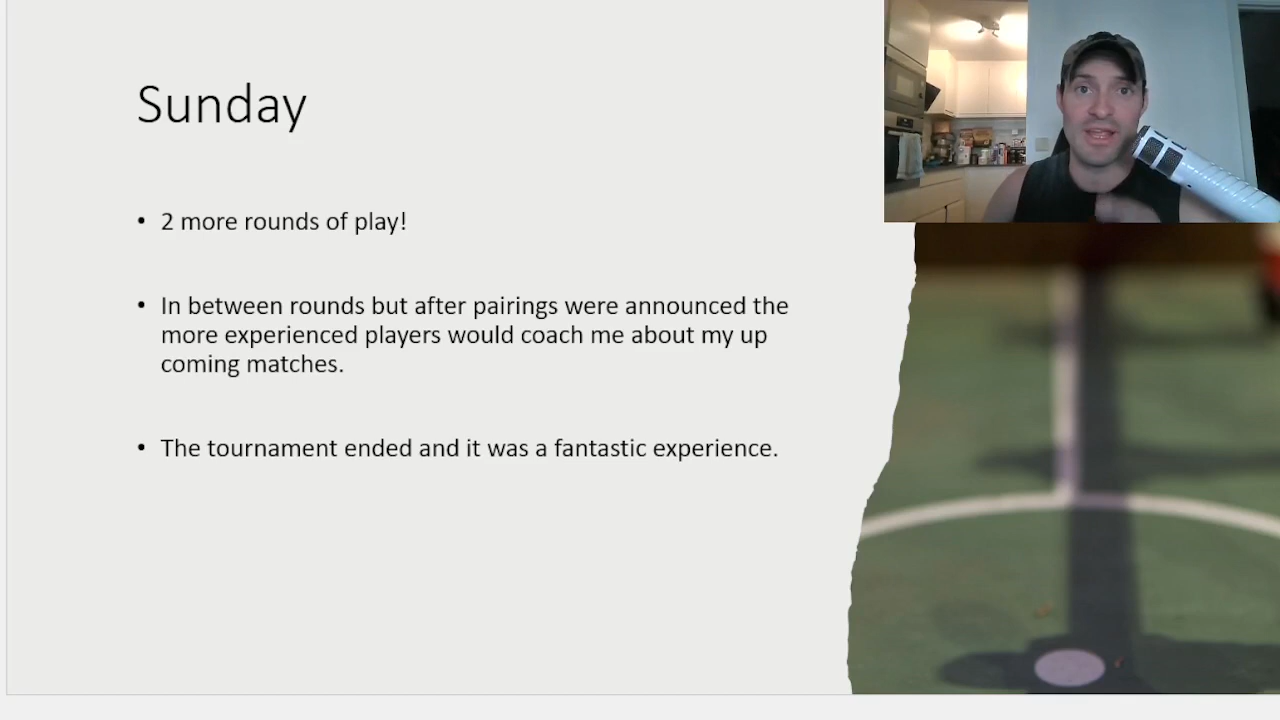 Sunday
• 2 more rounds of play!
• In between rounds but after pairings were announced the
more experienced players would coach me about my up
coming matches.
• The tournament ended and it was a fantastic experience.